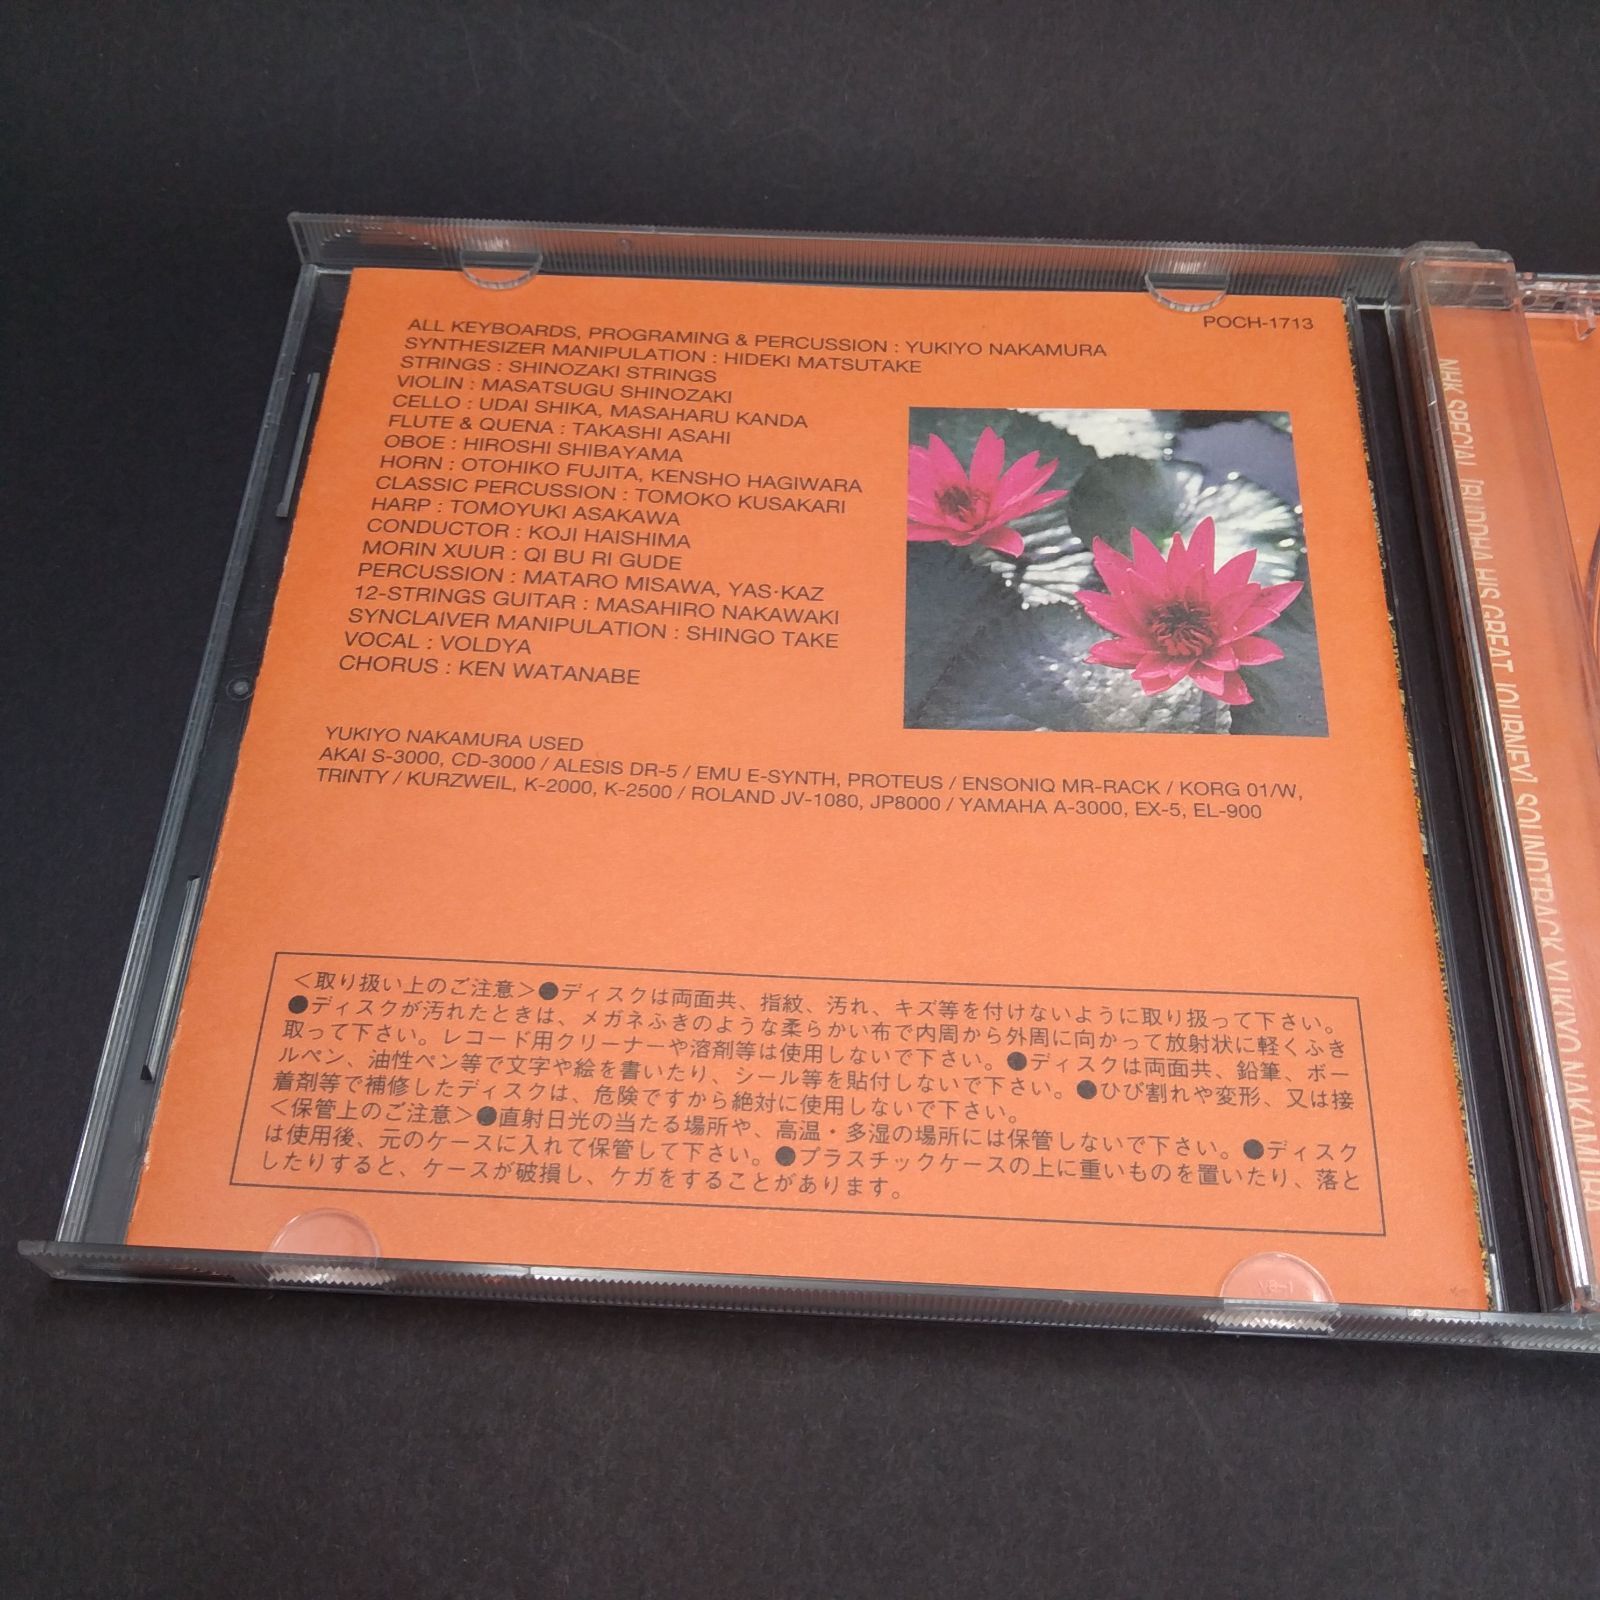 POCH-1713
ALL KEYBOARDS, PROGRAMING & PERCUSSION : YUKIYO NAKAMURA
SYNTHESIZER MANIPULATION : HIDEKI MATSUTAKE
STRINGS : SHINOZAKI STRINGS
VIOLIN : MASATSUGU SHINOZAKI
CELLO : UDAI SHIKA, MASAHARU KANDA
FLUTE & QUENA : TAKASHI ASAHI
OBOE : HIROSHI SHIBAYAMA
HORN : OTOHIKO FUJITA, KENSHO HAGIWARA
CLASSIC PERCUSSION : TOMOKO KUSAKARI
HARP : TOMOYUKI ASAKAWA
CONDUCTOR : KOJI HAISHIMA
MORIN XUUR : QI BU RI GUDE
PERCUSSION : MATARO MISAWA, YAS·KAZ
12-STRINGS GUITAR : MASAHIRO NAKAWAKI
SYNCLAIVER MANIPULATION : SHINGO TAKE
VOCAL : VOLDYA
CHORUS : KEN WATANABE
YUKIYO NAKAMURA USED
AKAI S-3000, CD-3000 / ALESIS DR-5 / EMU E-SYNTH, PROTEUS / ENSONIQ MR-RACK / KORG 01/W,
TRINTY / KURZWEIL, K-2000, K-2500 / ROLAND JV-1080, JP8000 / YAMAHA A-3000, EX-5, EL-900
<取り扱い上のご注意>●ディスクは両面共、指紋、汚れ、キズ等を付けないように取り扱って下さい。
●ディスクが汚れたときは、メガネふきのような柔らかい布で内周から外周に向かって放射状に軽くふき
取って下さい。レコード用クリーナーや溶剤等は使用しないで下さい。●ディスクは両面共、鉛筆、ボー
ルペン、油性ペン等で文字や絵を書いたり、シール等を貼付しないで下さい。●ひび割れや変形、又は接
着剤等で補修したディスクは、危険ですから絶対に使用しないで下さい。
<保管上のご注意>●直射日光の当たる場所や、高温・多湿の場所には保管しないで下さい。●ディスク
は使用後、元のケースに入れて保管して下さい。●プラスチックケースの上に重いものを置いたり、落と
したりすると、ケースが破損し、ケガをすることがあります。
NHK SPECIAL [BUDDHA HIS GREAT JOURNEY] SOUNDTRACK YUKIYO NAKAMURA